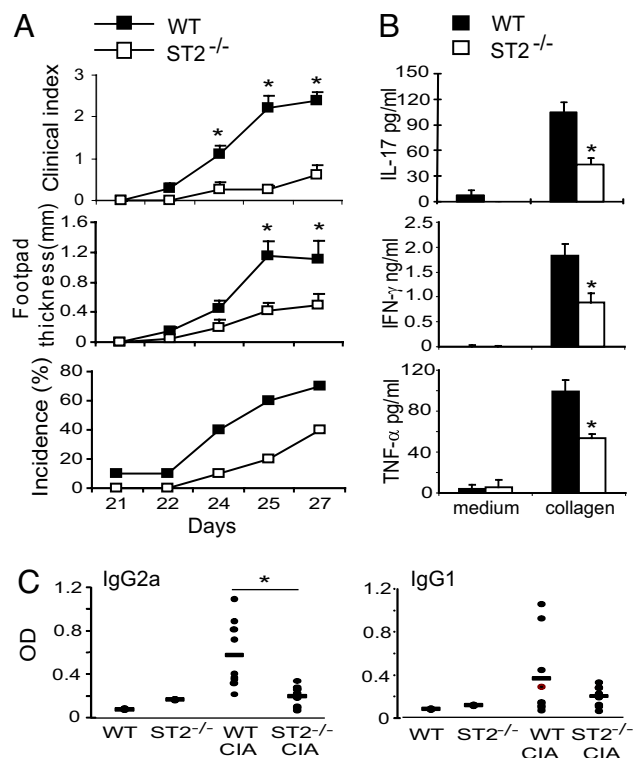 A
WT
ST2-/-
Clinical index
3
2
1
0
*
*
*
Footpad
thickness(mm)
1.6
1.2
0.8
0.4
0
*
*
Incidence (%)
80
60
40
20
0
21 22 24 25 27
Days
B
WT
ST2-/-
IL-17 pg/ml
150
120
90
60
30
0
*
IFN-γ ng/ml
2.5
2.0
1.5
1.0
0.5
0
*
TNF-α pg/ml
120
80
40
0
*
medium collagen
C
IgG2a
OD
1.2
0.8
0.4
0
*
WT ST2-/- WT ST2-/-
CIA CIA
IgG1
1.2
0.8
0.4
0
WT ST2-/- WT ST2-/-
CIA CIA